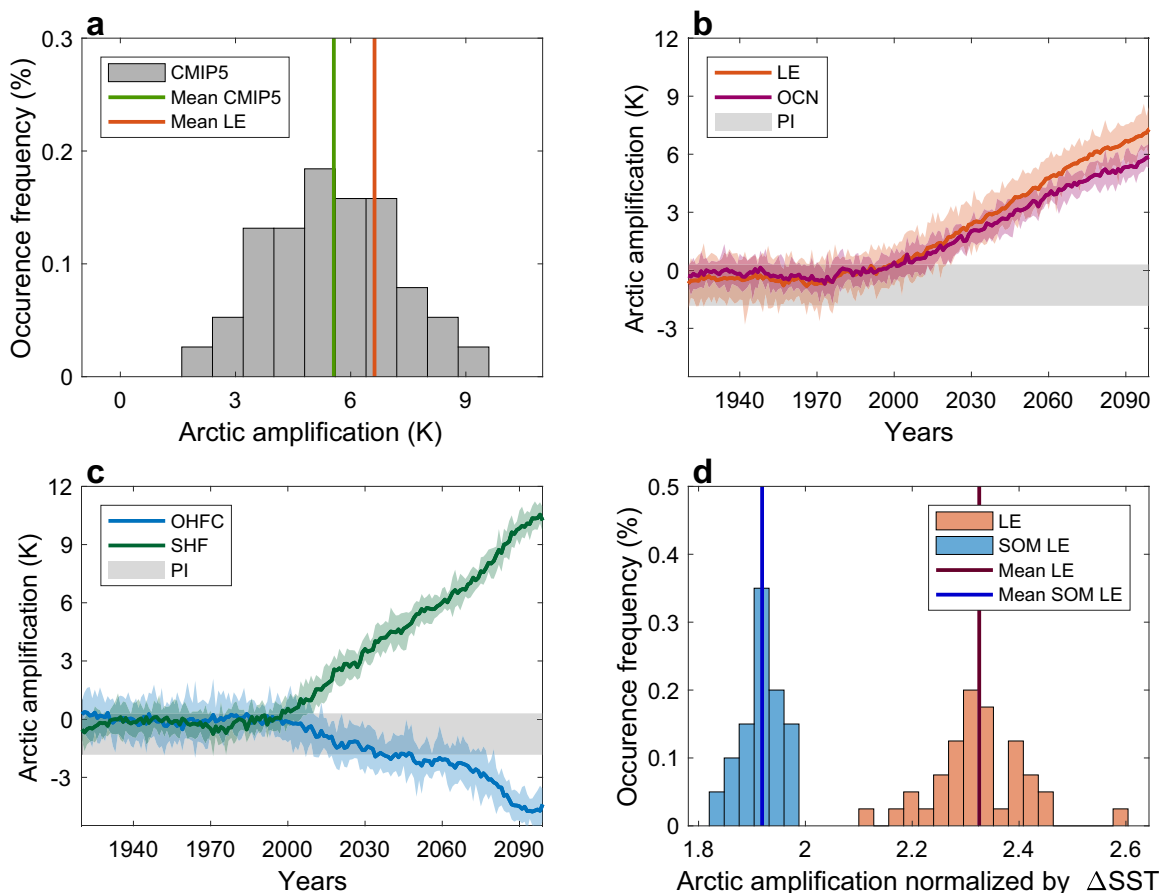 a
0.3
0.2
0.1
0
Occurence frequency (%)
CMIP5
Mean CMIP5
Mean LE
0 3 6 9
Arctic amplification (K)
b
12
9
6
3
0
-3
Arctic amplification (K)
LE
OCN
PI
1940 1970 2000 2030 2060 2090
Years
c
12
9
6
3
0
-3
Arctic amplification (K)
OHFC
SHF
PI
1940 1970 2000 2030 2060 2090
Years
d
0.5
0.4
0.3
0.2
0.1
0
Occurence frequency (%)
LE
SOM LE
Mean LE
Mean SOM LE
1.8 2 2.2 2.4 2.6
Arctic amplification normalized by ΔSST